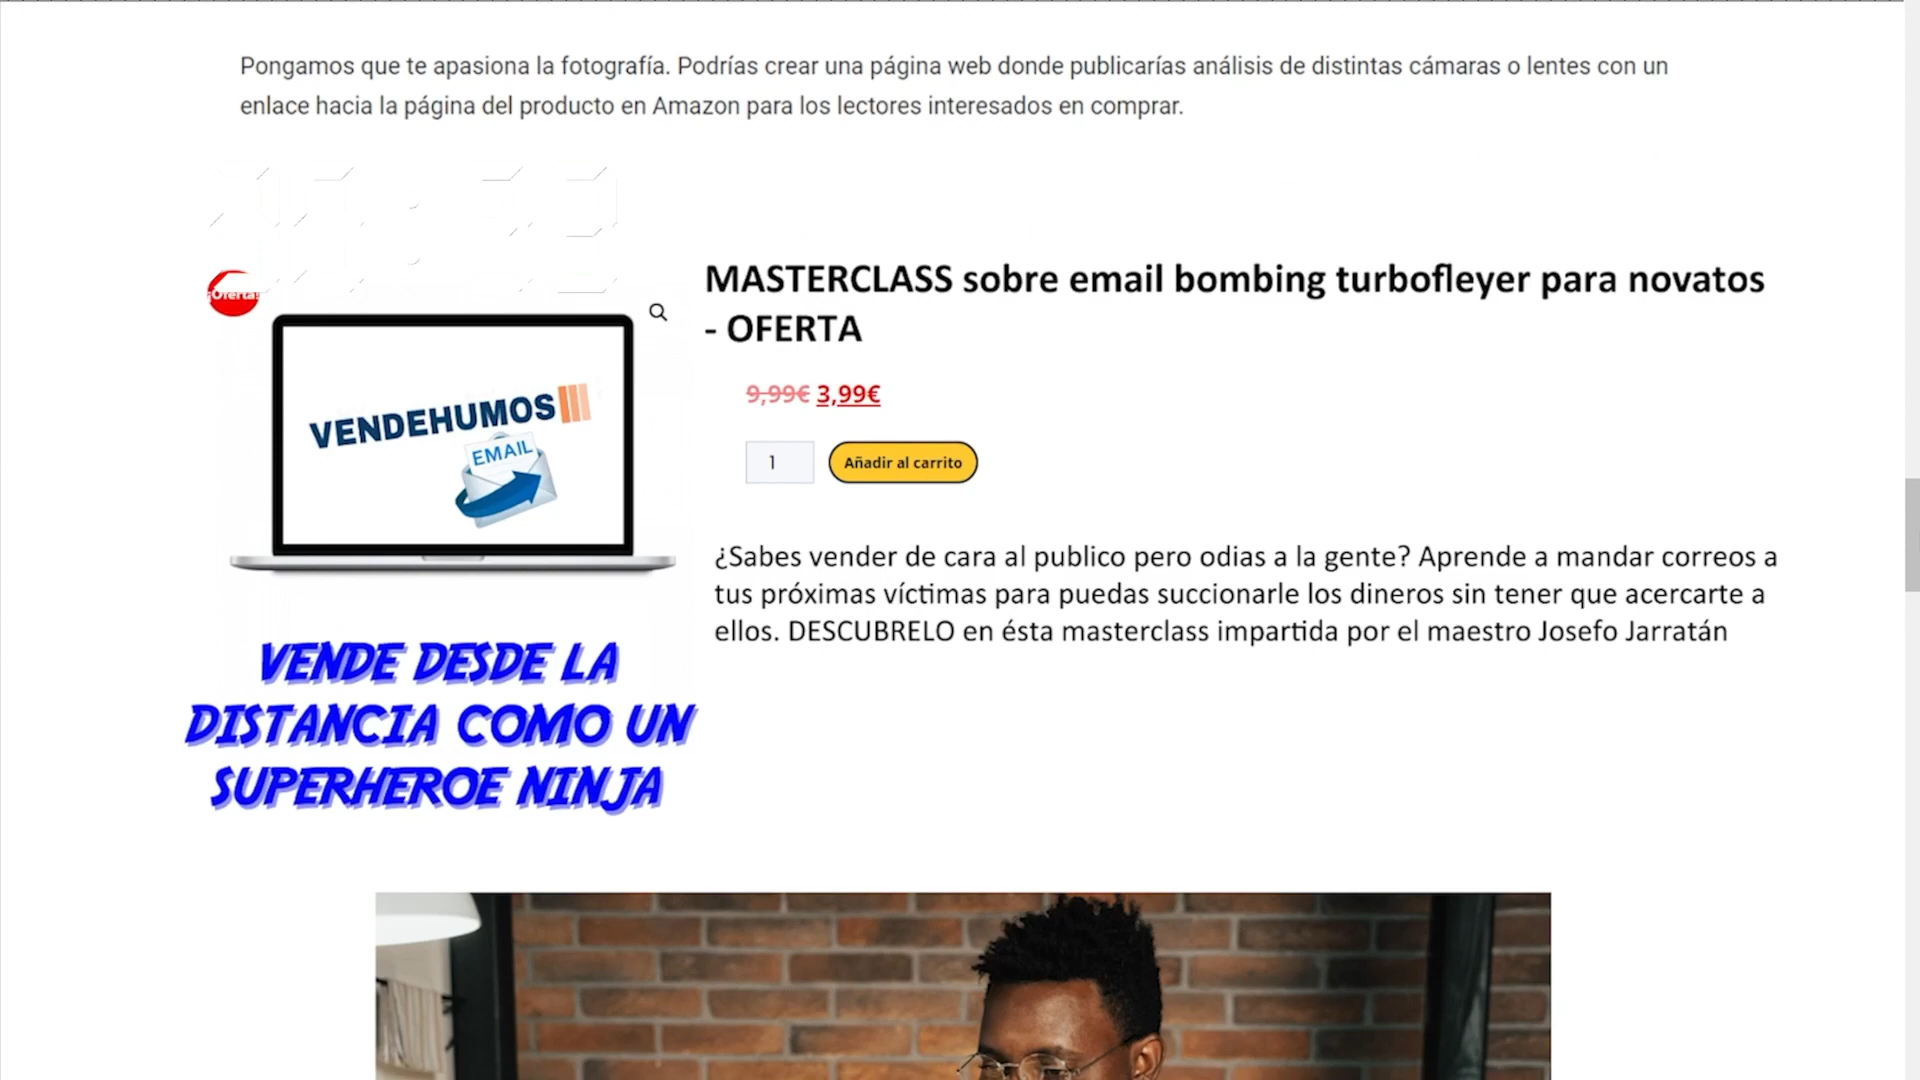 Pongamos que te apasiona la fotografía. Podrías crear una página web donde publicarías análisis de distintas cámaras o lentes con un
enlace hacia la página del producto en Amazon para los lectores interesados en comprar.
¡Oferta!
MASTERCLASS sobre email bombing turbofleyer para novatos
- OFERTA
9,99€ 3,99€
1 Añadir al carrito
VENDEHUMOS
EMAIL
¿Sabes vender de cara al publico pero odias a la gente? Aprende a mandar correos a
tus próximas víctimas para puedas succionarle los dineros sin tener que acercarte a
ellos. DESCUBRELO en ésta masterclass impartida por el maestro Josefo Jarratán
VENDE DESDE LA
DISTANCIA COMO UN
SUPERHEROE NINJA